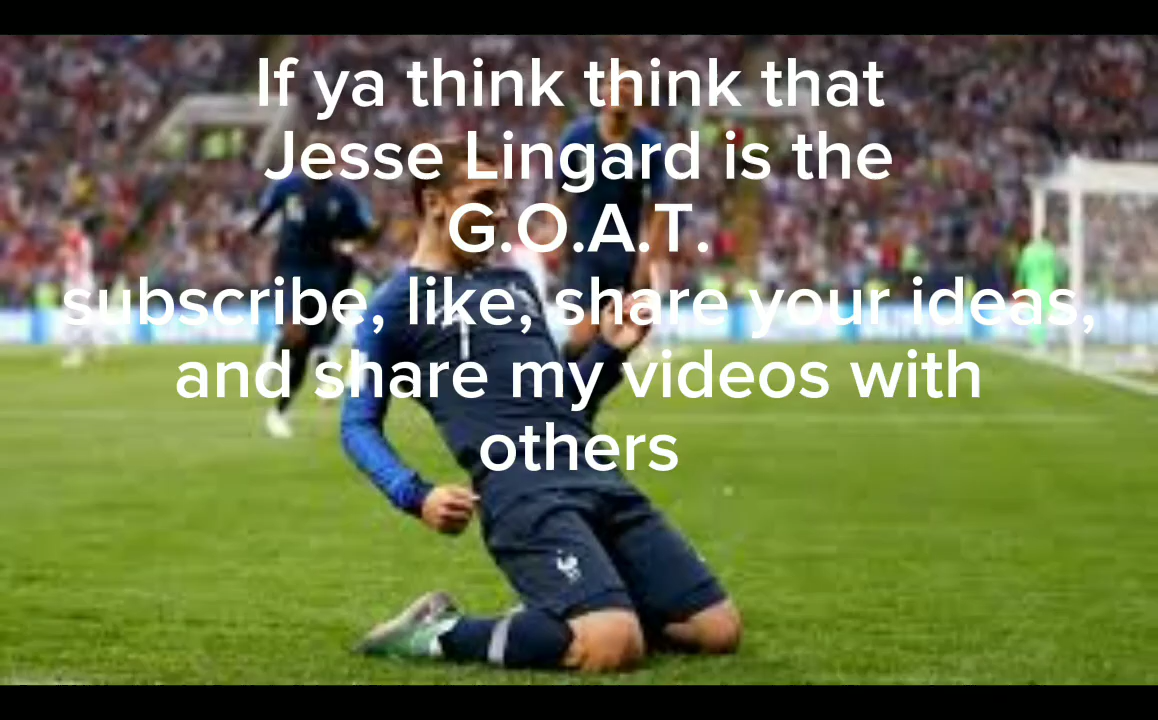 If ya think think that
Jesse Lingard is the
G.O.A.T.
subscribe, like, share your ideas,
and share my videos with
others